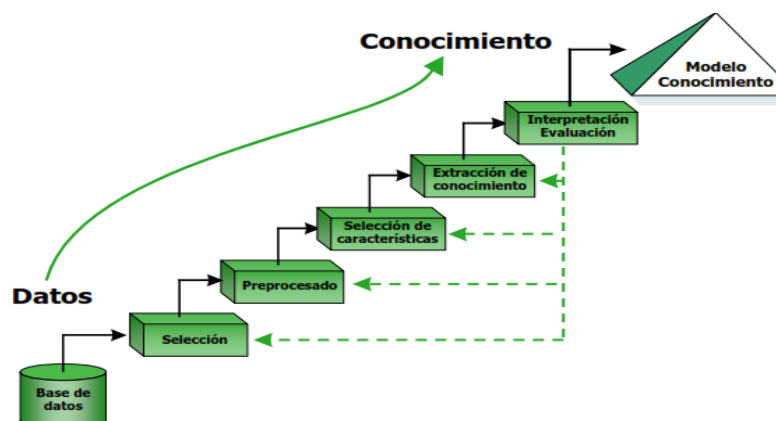 Conocimiento
Modelo
Conocimiento
Interpretación
Evaluación
Extracción de
conocimiento
Selección de
características
Preprocesado
Datos
Selección
Base de
datos